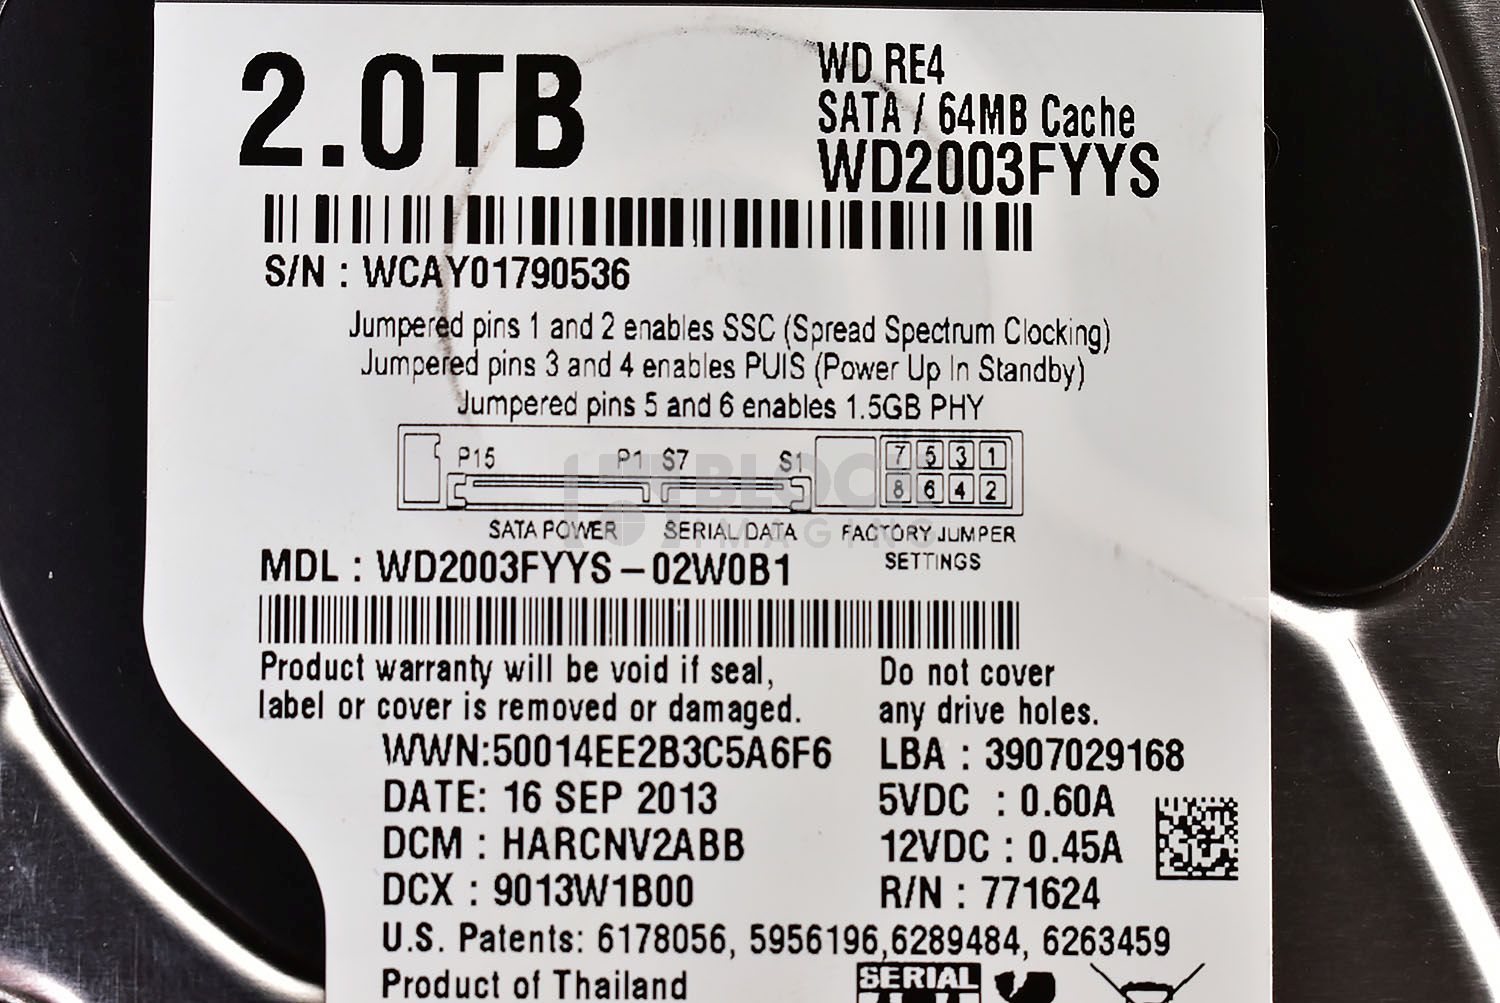 2.0TB
WD RE4
SATA / 64MB Cache
WD2003FYYS
S/N : WCAY01790536
Jumpered pins 1 and 2 enables SSC (Spread Spectrum Clocking)
Jumpered pins 3 and 4 enables PUIS (Power Up In Standby)
Jumpered pins 5 and 6 enables 1.5GB PHY
P15 P1 S7 S1 7 5 3 1
8 6 4 2
BLOCK
IMAGING
SATA POWER SERIAL DATA FACTORY JUMPER
SETTINGS
MDL : WD2003FYYS - 02W0B1
Product warranty will be void if seal,
label or cover is removed or damaged.
Do not cover
any drive holes.
WWN:50014EE2B3C5A6F6
DATE: 16 SEP 2013
DCM : HARCNV2ABB
DCX : 9013W1B00
LBA : 3907029168
5VDC : 0.60A
12VDC : 0.45A
R/N : 771624
U.S. Patents: 6178056, 5956196,6289484, 6263459
Product of Thailand
SERIAL